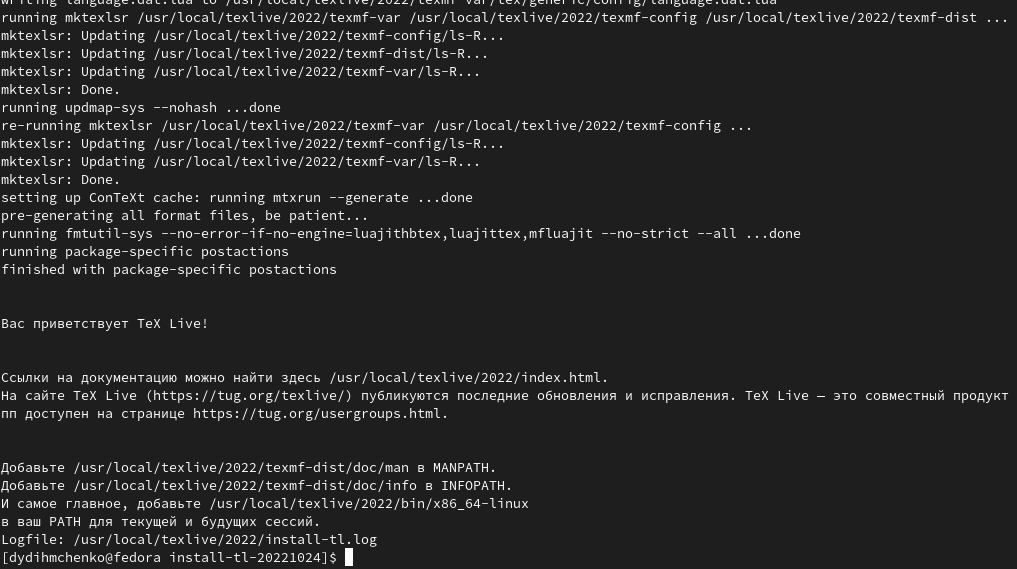 writing language.dat.lua to /usr/local/texlive/2022/texmf-var/tex/generic/config/language.dat.lua
running mktexlsr /usr/local/texlive/2022/texmf-var /usr/local/texlive/2022/texmf-config /usr/local/texlive/2022/texmf-dist ...
mktexlsr: Updating /usr/local/texlive/2022/texmf-config/ls-R...
mktexlsr: Updating /usr/local/texlive/2022/texmf-dist/ls-R...
mktexlsr: Updating /usr/local/texlive/2022/texmf-var/ls-R...
mktexlsr: Done.
running updmap-sys --nohash ...done
re-running mktexlsr /usr/local/texlive/2022/texmf-var /usr/local/texlive/2022/texmf-config ...
mktexlsr: Updating /usr/local/texlive/2022/texmf-config/ls-R...
mktexlsr: Updating /usr/local/texlive/2022/texmf-var/ls-R...
mktexlsr: Done.
setting up ConTeXt cache: running mtxrun --generate ...done
pre-generating all format files, be patient...
running fmtutil-sys --no-error-if-no-engine=luajithbtex,luajittex,mfluajit --no-strict --all ...done
running package-specific postactions
finished with package-specific postactions
Вас приветствует TeX Live!
Ссылки на документацию можно найти здесь /usr/local/texlive/2022/index.html.
На сайте TeX Live (https://tug.org/texlive/) публикуются последние обновления и исправления. TeX Live — это совместный продукт
пп доступен на странице https://tug.org/usergroups.html.
Добавьте /usr/local/texlive/2022/texmf-dist/doc/man в MANPATH.
Добавьте /usr/local/texlive/2022/texmf-dist/doc/info в INFOPATH.
И самое главное, добавьте /usr/local/texlive/2022/bin/x86_64-linux
в ваш PATH для текущей и будущих сессий.
Logfile: /usr/local/texlive/2022/install-tl.log
[dydihmchenko@fedora install-tl-20221024]$